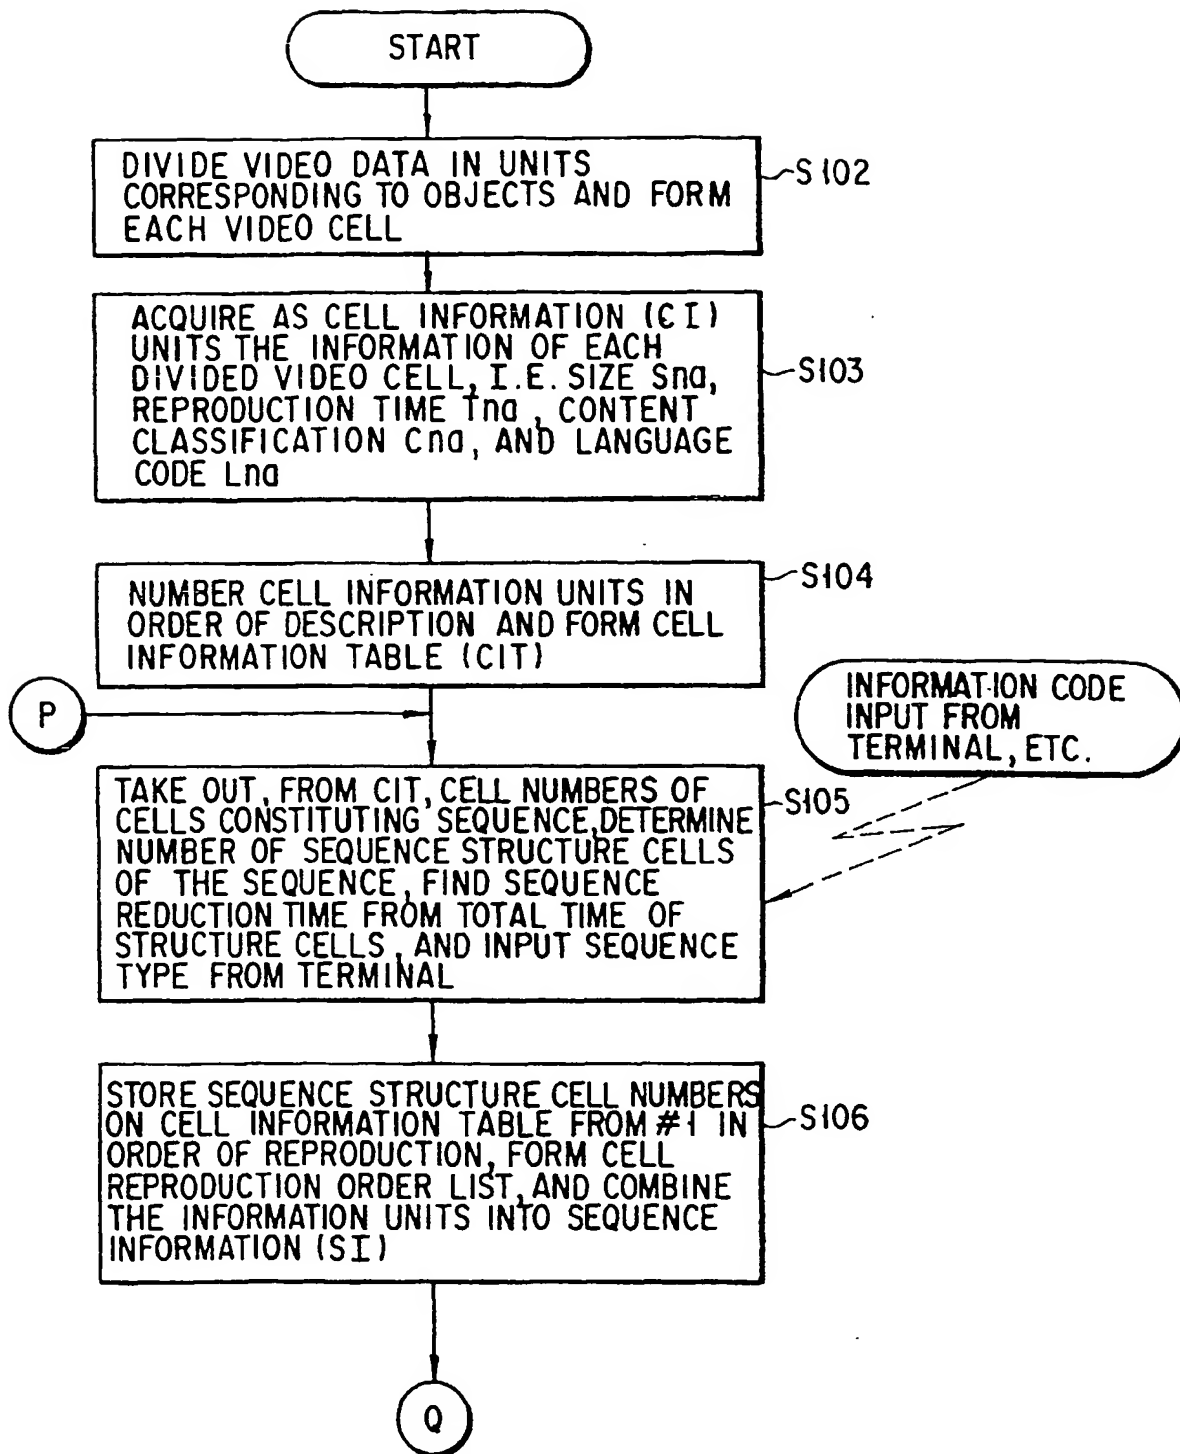 START
DIVIDE VIDEO DATA IN UNITS
CORRESPONDING TO OBJECTS AND FORM
EACH VIDEO CELL
S102
ACQUIRE AS CELL INFORMATION (CI)
UNITS THE INFORMATION OF EACH
DIVIDED VIDEO CELL, I.E. SIZE Sna,
REPRODUCTION TIME Tna, CONTENT
CLASSIFICATION Cna, AND LANGUAGE
CODE Lna
S103
NUMBER CELL INFORMATION UNITS IN
ORDER OF DESCRIPTION AND FORM CELL
INFORMATION TABLE (CIT)
S104
P
INFORMATION CODE
INPUT FROM
TERMINAL, ETC.
TAKE OUT, FROM CIT, CELL NUMBERS OF
CELLS CONSTITUTING SEQUENCE, DETERMINE
NUMBER OF SEQUENCE STRUCTURE CELLS
OF THE SEQUENCE, FIND SEQUENCE
REDUCTION TIME FROM TOTAL TIME OF
STRUCTURE CELLS, AND INPUT SEQUENCE
TYPE FROM TERMINAL
S105
STORE SEQUENCE STRUCTURE CELL NUMBERS
ON CELL INFORMATION TABLE FROM #1 IN
ORDER OF REPRODUCTION, FORM CELL
REPRODUCTION ORDER LIST, AND COMBINE
THE INFORMATION UNITS INTO SEQUENCE
INFORMATION (SI)
S106
Q